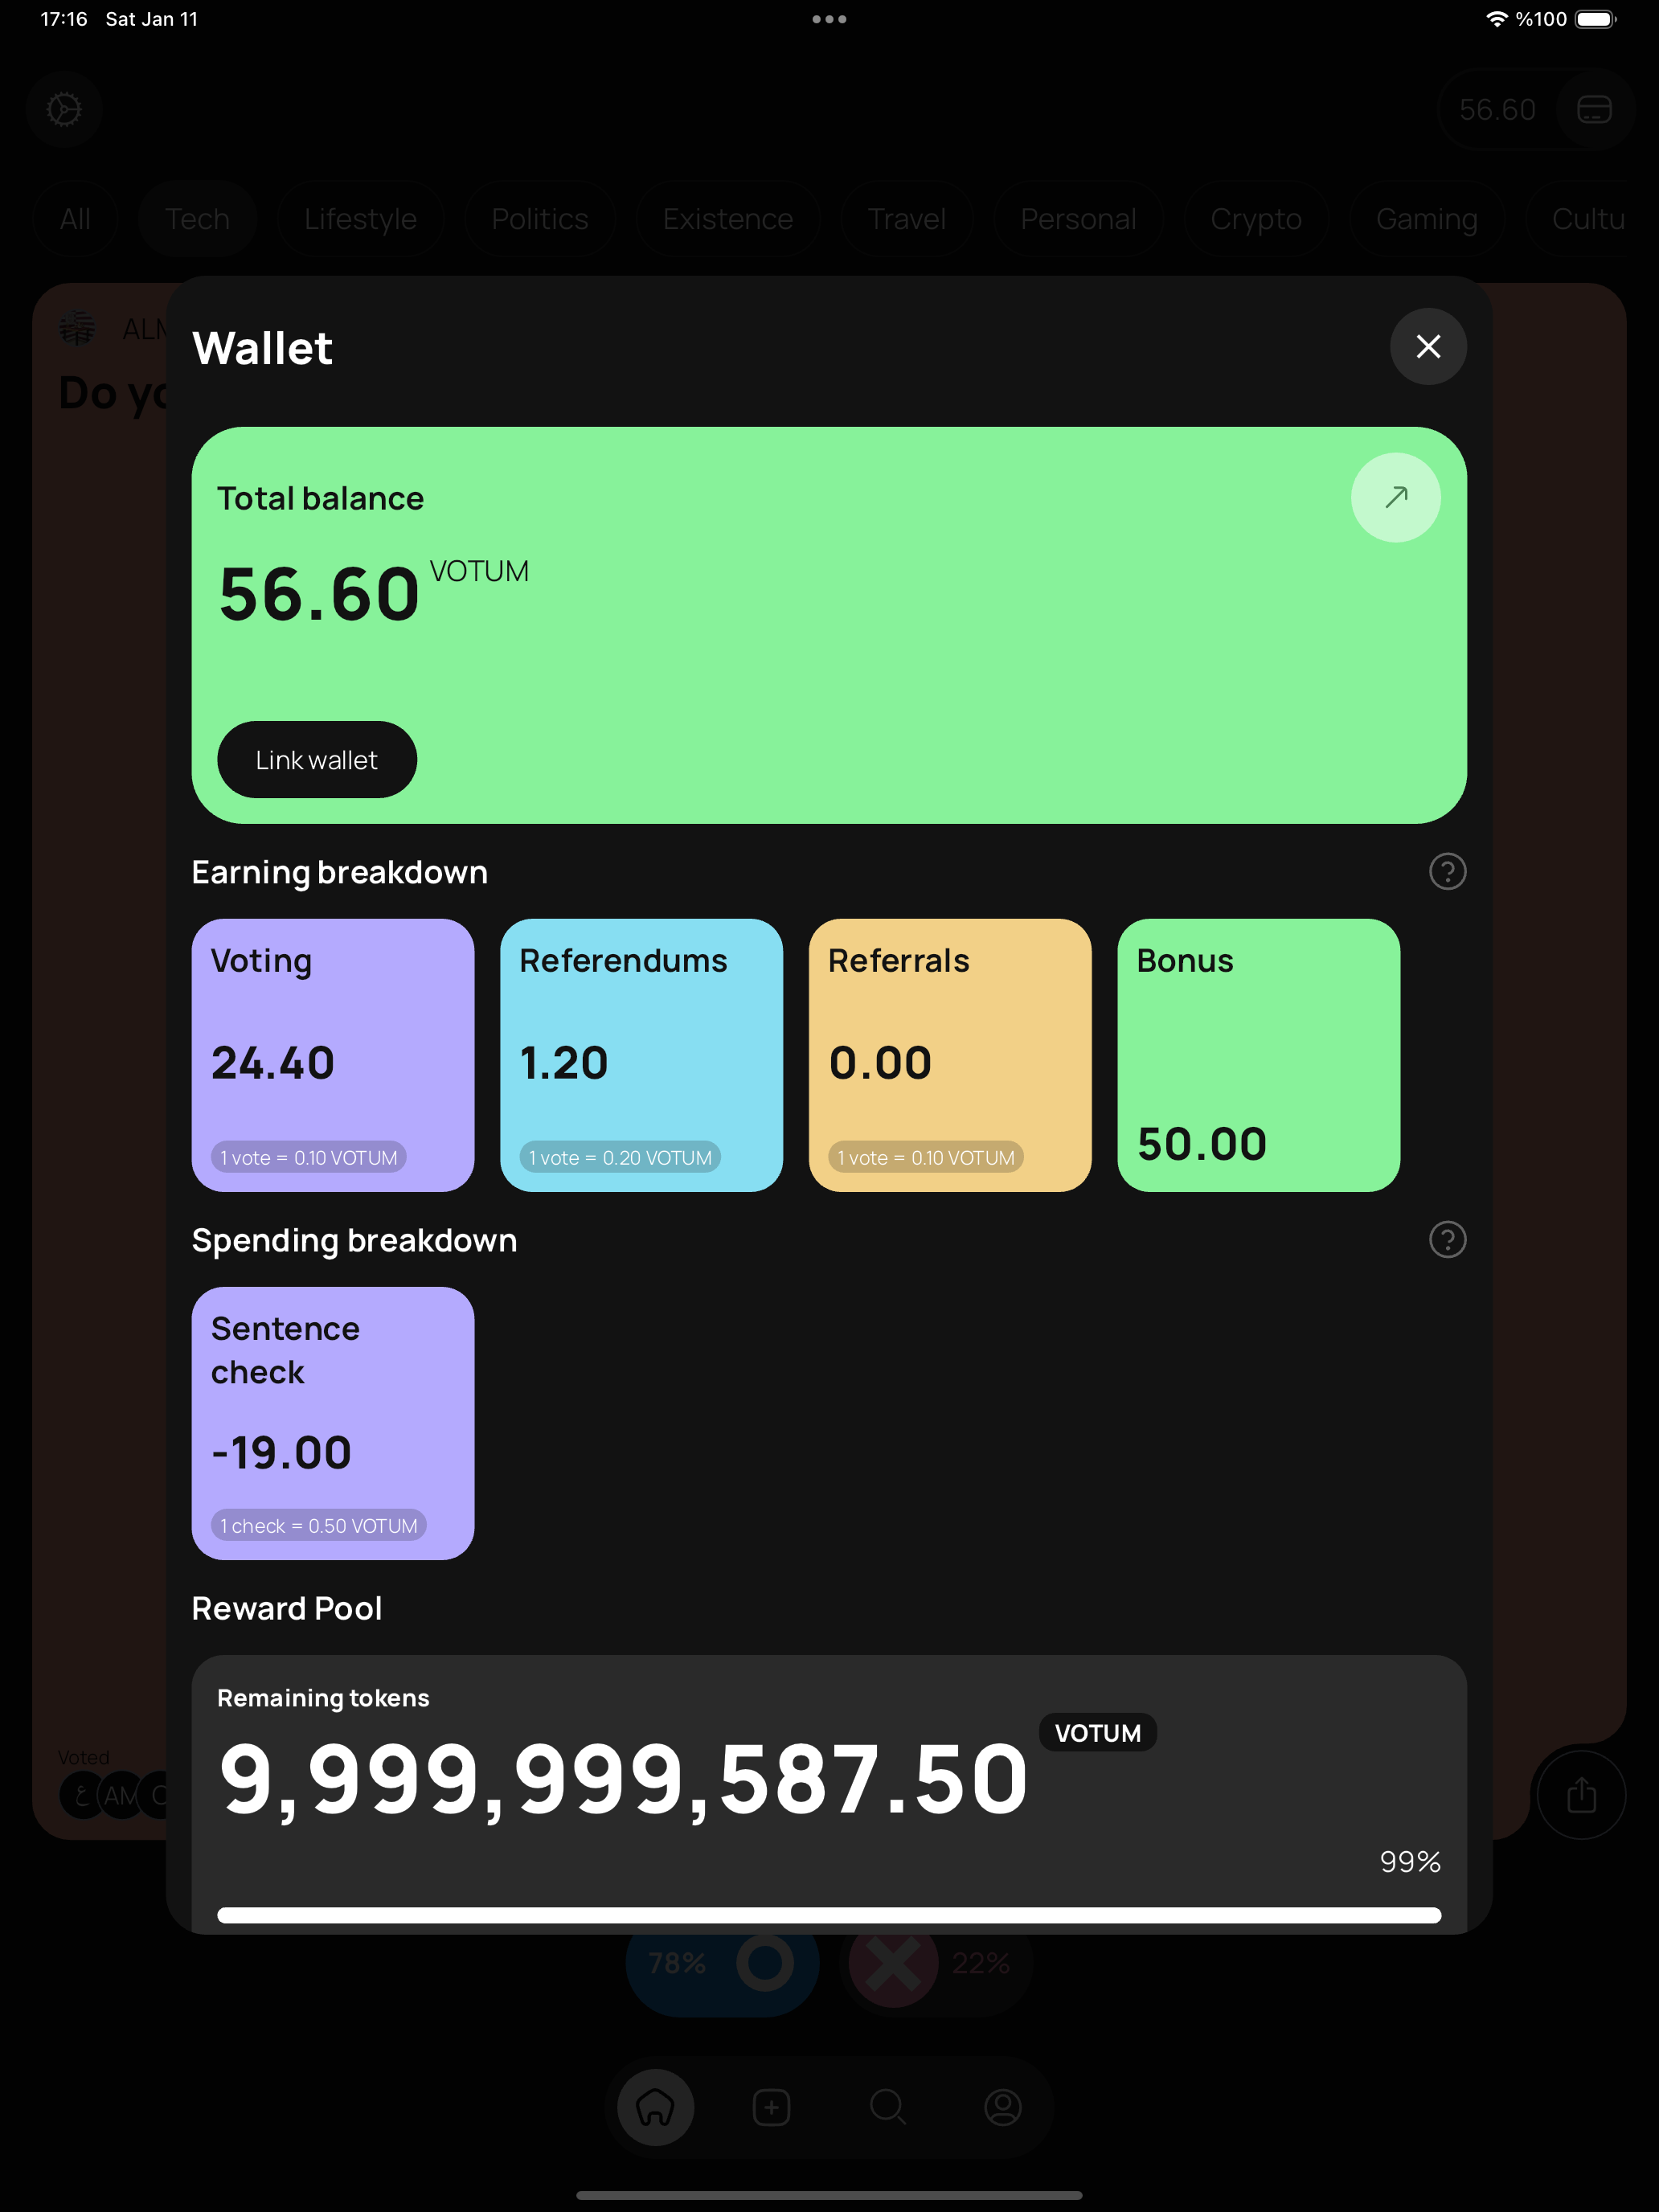 17:16 Sat Jan 11
%100
56.60
All Tech Lifestyle Politics Existence Travel Personal Crypto Gaming Cultu
ALM
Do yo
Wallet
Total balance
56.60 VOTUM
Link wallet
Earning breakdown
Voting Referendums Referrals Bonus
24.40 1.20 0.00
50.00
1 vote = 0.10 VOTUM 1 vote = 0.20 VOTUM 1 vote = 0.10 VOTUM
Spending breakdown
Sentence
check
-19.00
1 check = 0.50 VOTUM
Reward Pool
Remaining tokens
9,999,999,587.50 VOTUM
99%
Voted
ع AM
78% 22%